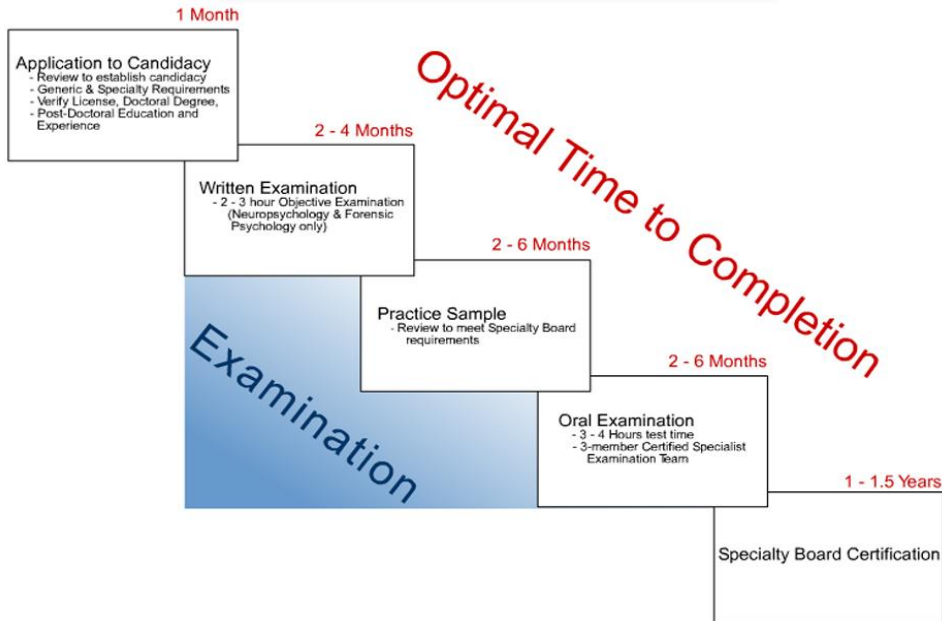 1 Month
Application to Candidacy
- Review to establish candidacy
- Generic & Specialty Requirements
- Verify License, Doctoral Degree,
- Post-Doctoral Education and
Experience
Optimal Time to Completion
2 - 4 Months
Written Examination
- 2 - 3 hour Objective Examination
(Neuropsychology & Forensic
Psychology only)
2 - 6 Months
Practice Sample
- Review to meet Specialty Board
requirements
Examination
2 - 6 Months
Oral Examination
- 3 - 4 Hours test time
- 3-member Certified Specialist
Examination Team
1 - 1.5 Years
Specialty Board Certification